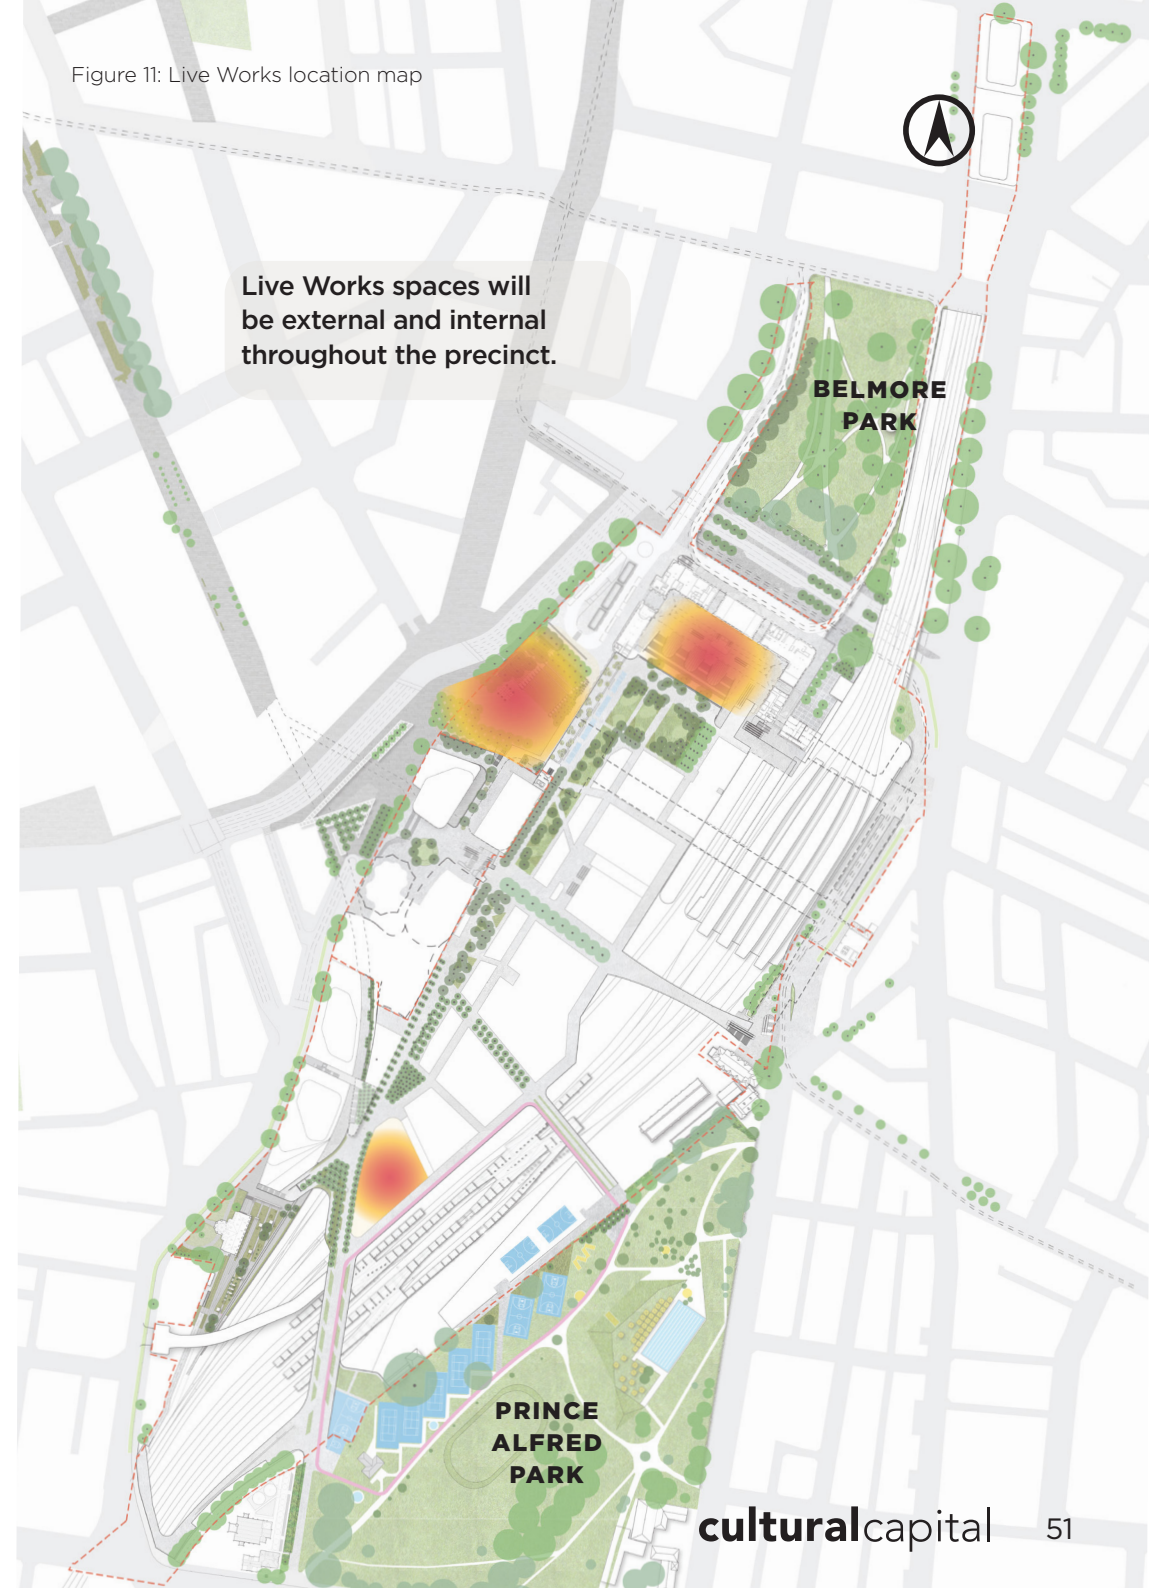 Figure 11: Live Works location map
Live Works spaces will
be external and internal
throughout the precinct.
BELMORE
PARK
PRINCE
ALFRED
PARK
culturalcapital 51